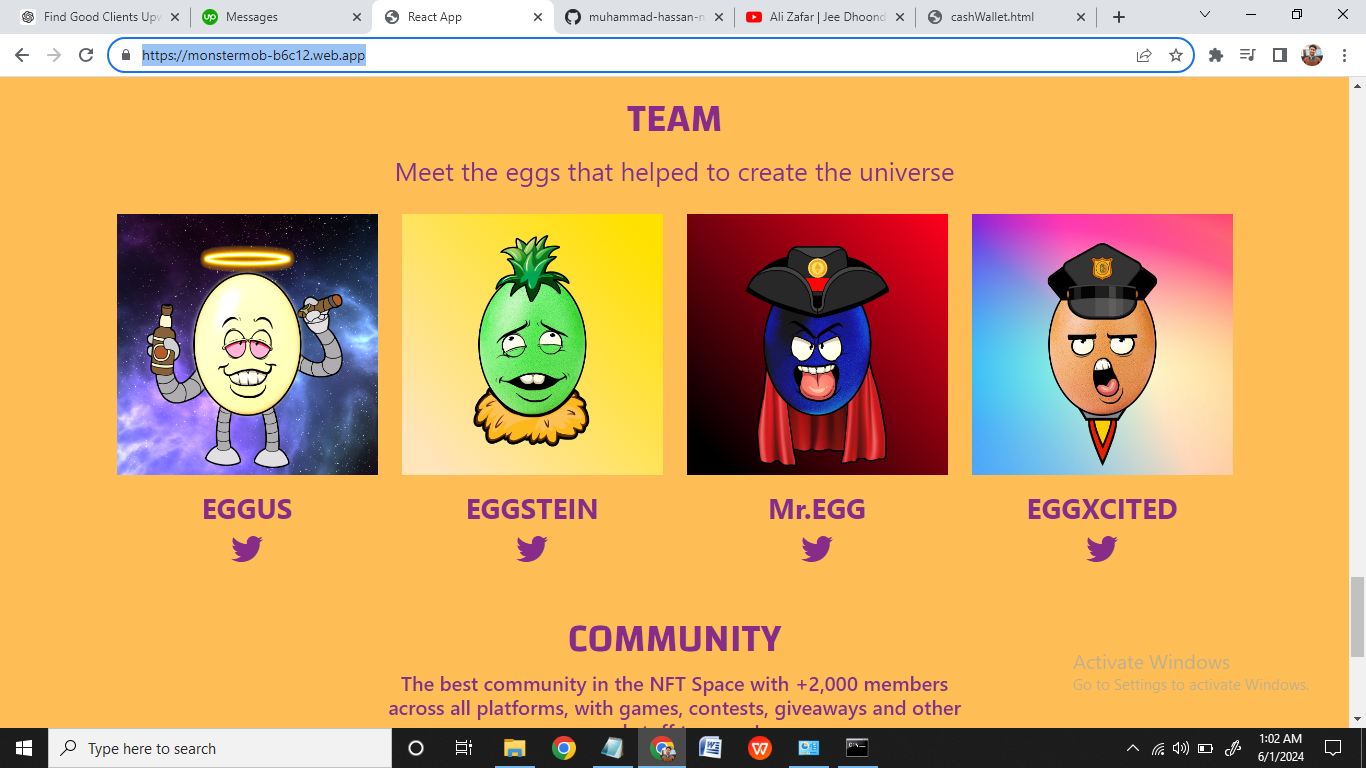 Find Good Clients Upw
Messages
React App
muhammad-hassan-n
Ali Zafar | Jee Dhoond
cashWallet.html
https://monstermob-b6c12.web.app
TEAM
Meet the eggs that helped to create the universe
EGGUS
EGGSTEIN
Mr.EGG
EGGXCITED
COMMUNITY
The best community in the NFT Space with +2,000 members
across all platforms, with games, contests, giveaways and other
Activate Windows
Go to Settings to activate Windows.
Type here to search
1:02 AM
6/1/2024